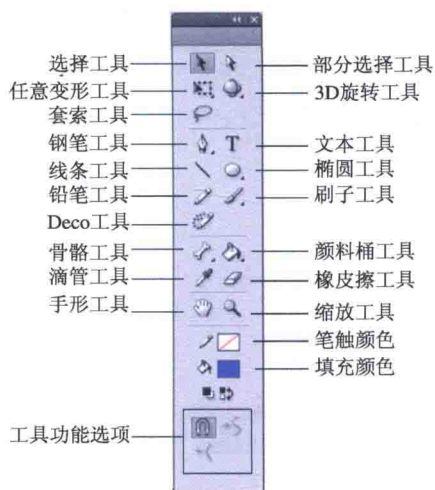 选择工具
部分选择工具
任意变形工具
3D旋转工具
套索工具
钢笔工具
T
文本工具
线条工具
椭圆工具
铅笔工具
刷子工具
Deco工具
骨骼工具
颜料桶工具
滴管工具
橡皮擦工具
手形工具
缩放工具
笔触颜色
填充颜色
工具功能选项